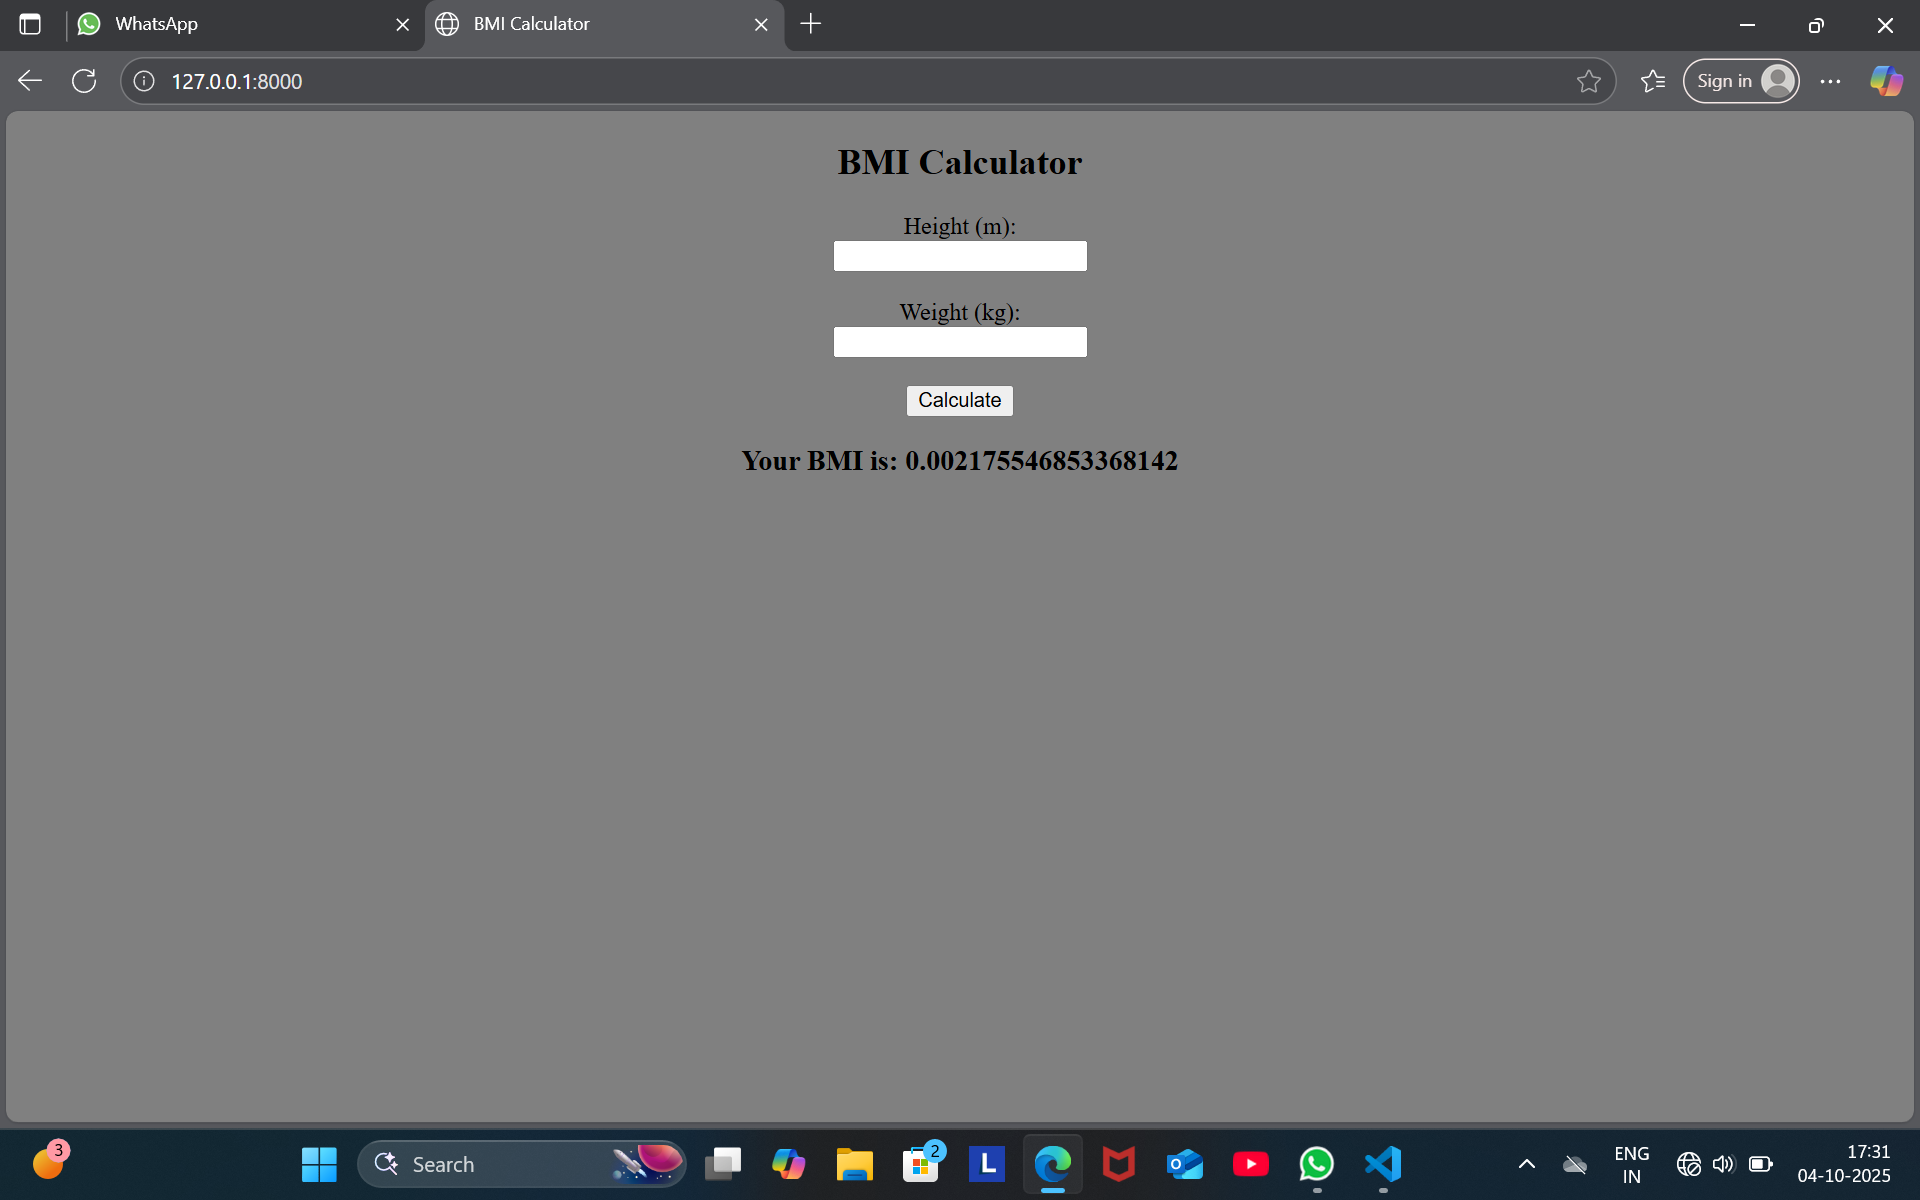 WhatsApp
BMI Calculator
127.0.0.1:8000
Sign in
BMI Calculator
Height (m):
Weight (kg):
Calculate
Your BMI is: 0.002175546853368142
3
Search
2
L
ENG
IN
17:31
04-10-2025